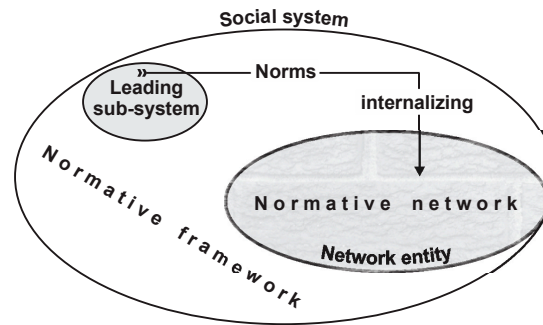 Social system
»
Leading
sub-system
Norms
internalizing
Normative framework
Normative network
Network entity